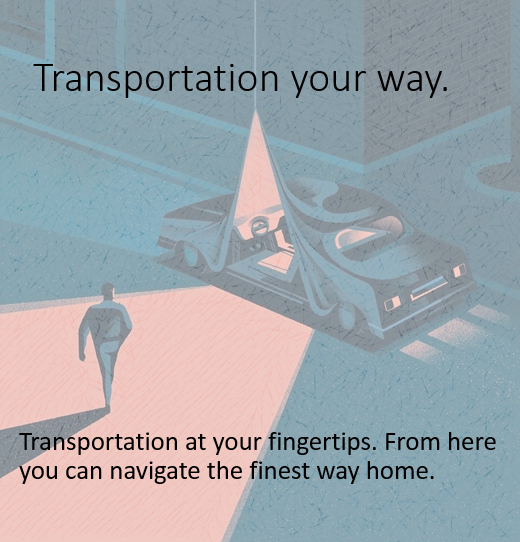 Transportation your way.
Transportation at your fingertips. From here
you can navigate the finest way home.